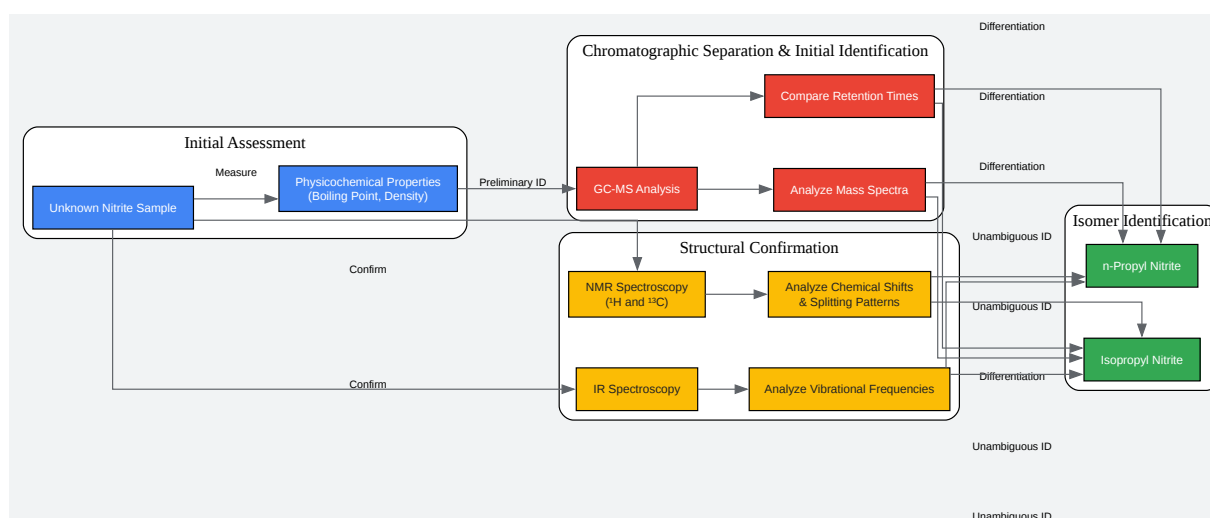 Differentiation
Chromatographic Separation & Initial Identification
Compare Retention Times
Differentiation
Initial Assessment
Measure
Physicochemical Properties
(Boiling Point, Density)
Preliminary ID
GC-MS Analysis
Analyze Mass Spectra
Differentiation
Unknown Nitrite Sample
Isomer Identification
Unambiguous ID
Structural Confirmation
Confirm
n-Propyl Nitrite
NMR Spectroscopy
(¹H and ¹³C)
Analyze Chemical Shifts
& Splitting Patterns
Unambiguous ID
Isopropyl Nitrite
Confirm
IR Spectroscopy
Analyze Vibrational Frequencies
Differentiation
Unambiguous ID
Unambiguous ID